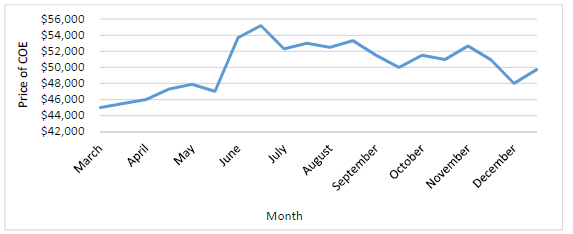 $56,000
$54,000
$52,000
$50,000
$48,000
$46,000
$44,000
$42,000
Price of COE
March
April
May
June
July
August
September
October
November
December
Month